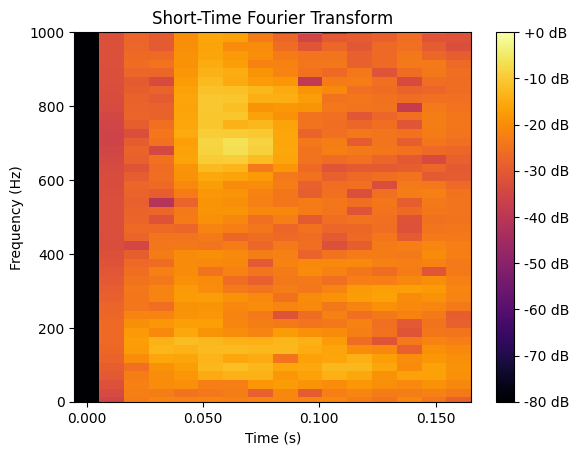 Short-Time Fourier Transform
1000
800
600
400
200
0
Frequency (Hz)
0.000
0.050
0.100
0.150
Time (s)
+0 dB
-10 dB
-20 dB
-30 dB
-40 dB
-50 dB
-60 dB
-70 dB
-80 dB